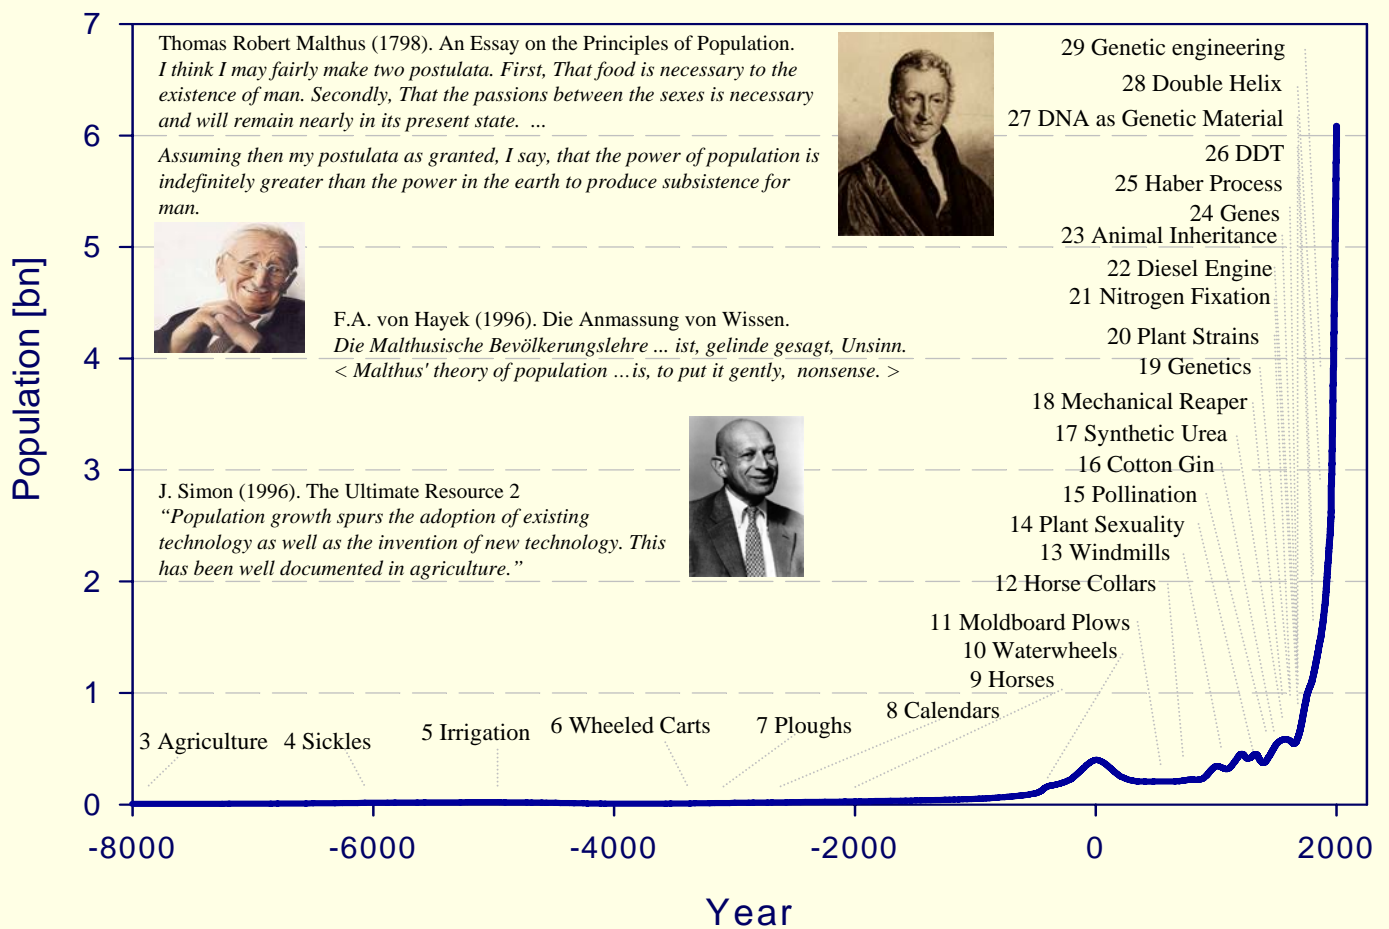 7
Thomas Robert Malthus (1798). An Essay on the Principles of Population.
I think I may fairly make two postulata. First, That food is necessary to the
existence of man. Secondly, That the passions between the sexes is necessary
and will remain nearly in its present state.  ...
Assuming then my postulata as granted, I say, that the power of population is
indefinitely greater than the power in the earth to produce subsistence for
man.
29 Genetic engineering
28 Double Helix
27 DNA as Genetic Material
6
26 DDT
25 Haber Process
24 Genes
23 Animal Inheritance
5
22 Diesel Engine
21 Nitrogen Fixation
F.A. von Hayek (1996). Die Anmassung von Wissen.
Die Malthusische Bevölkerungslehre ... ist, gelinde gesagt, Unsinn.
< Malthus' theory of population ...is, to put it gently,  nonsense. >
20 Plant Strains
4
19 Genetics
18 Mechanical Reaper
17 Synthetic Urea
16 Cotton Gin
3
15 Pollination
J. Simon (1996). The Ultimate Resource 2
“Population growth spurs the adoption of existing
technology as well as the invention of new technology. This
has been well documented in agriculture.”
14 Plant Sexuality
13 Windmills
12 Horse Collars
2
11 Moldboard Plows
10 Waterwheels
9 Horses
1
8 Calendars
7 Ploughs
6 Wheeled Carts
5 Irrigation
4 Sickles
3 Agriculture
0
Population [bn]
-8000
-6000
-4000
-2000
0
2000
Year